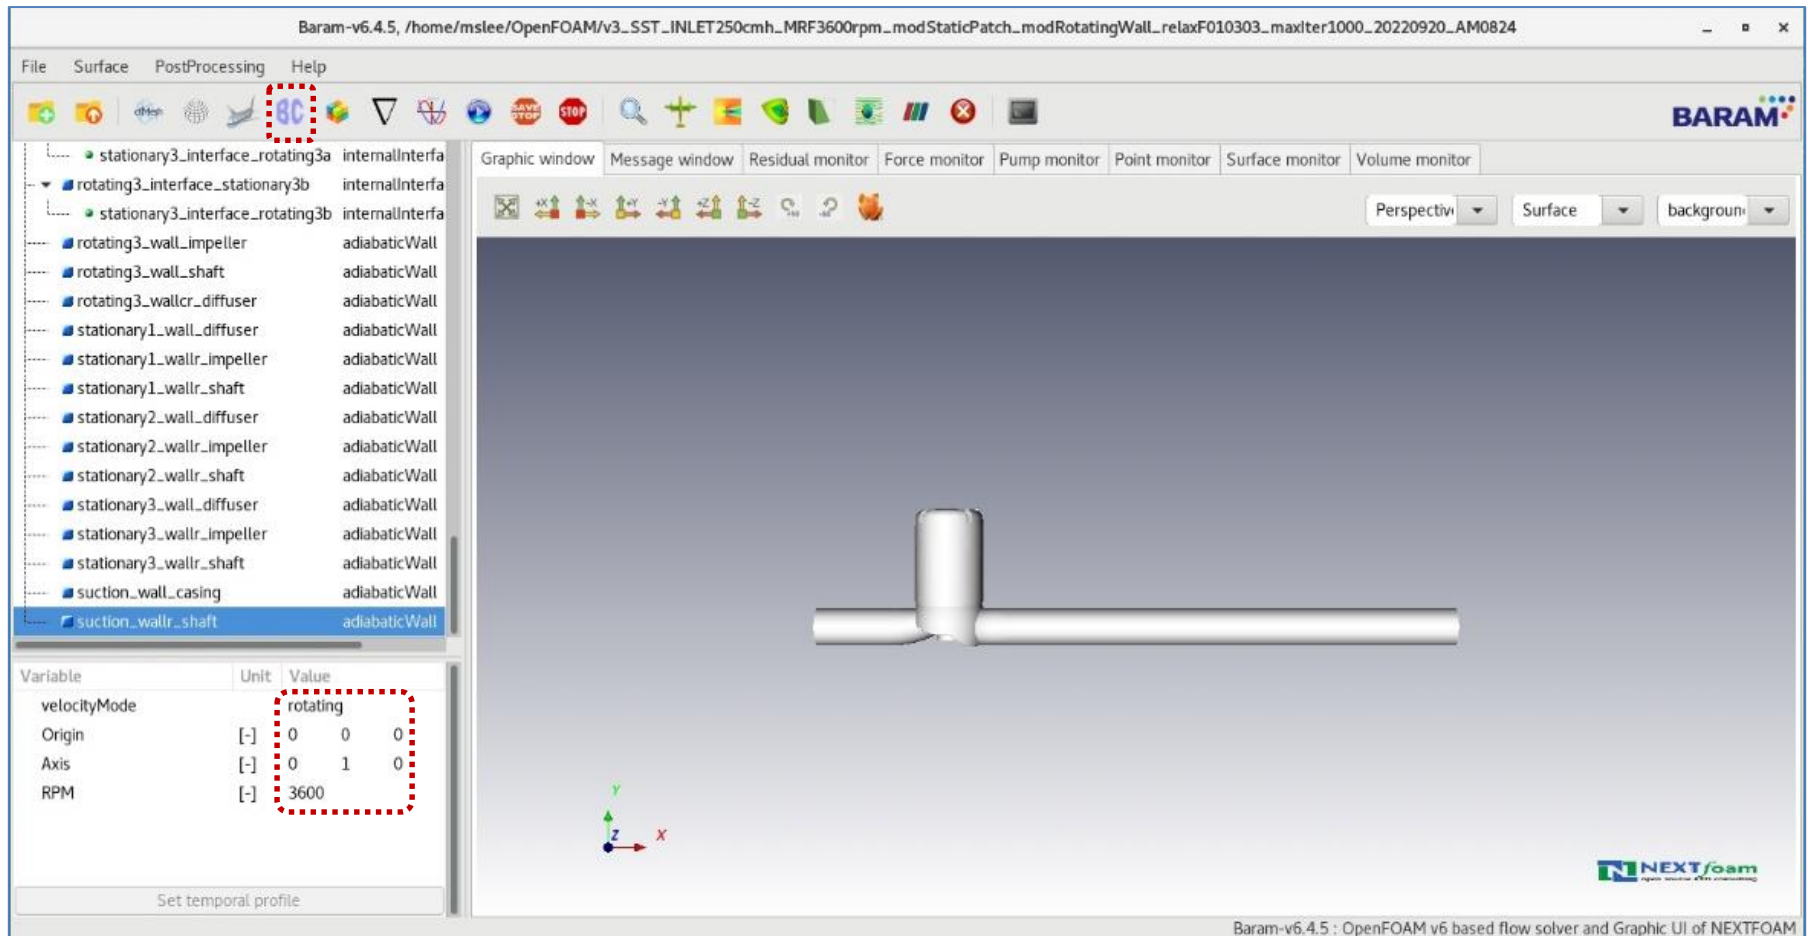 Baram-v6.4.5, /home/mslee/OpenFOAM/v3_SST_INLET250cmh_MRF3600rpm_modStaticPatch_modRotatingWall_relaxF010303_maxIter1000_20220920_AM0824
File Surface PostProcessing Help
BC SAVE STOP STOP
BARAM
stationary3_interface_rotating3a internalInterfa
rotating3_interface_stationary3b internalInterfa
stationary3_interface_rotating3b internalInterfa
rotating3_wall_impeller adiabaticWall
rotating3_wall_shaft adiabaticWall
rotating3_wallcr_diffuser adiabaticWall
stationary1_wall_diffuser adiabaticWall
stationary1_wallr_impeller adiabaticWall
stationary1_wallr_shaft adiabaticWall
stationary2_wall_diffuser adiabaticWall
stationary2_wallr_impeller adiabaticWall
stationary2_wallr_shaft adiabaticWall
stationary3_wall_diffuser adiabaticWall
stationary3_wallr_impeller adiabaticWall
stationary3_wallr_shaft adiabaticWall
suction_wall_casing adiabaticWall
suction_wallr_shaft adiabaticWall
Variable Unit Value
velocityMode rotating
Origin [-] 0 0 0
Axis [-] 0 1 0
RPM [-] 3600
Set temporal profile
Graphic window Message window Residual monitor Force monitor Pump monitor Point monitor Surface monitor Volume monitor
+X -X +Y -Y +Z -Z
Perspectiv Surface backgroun
Y
Z X
NEXTfoam
Baram-v6.4.5 : OpenFOAM v6 based flow solver and Graphic UI of NEXTFOAM